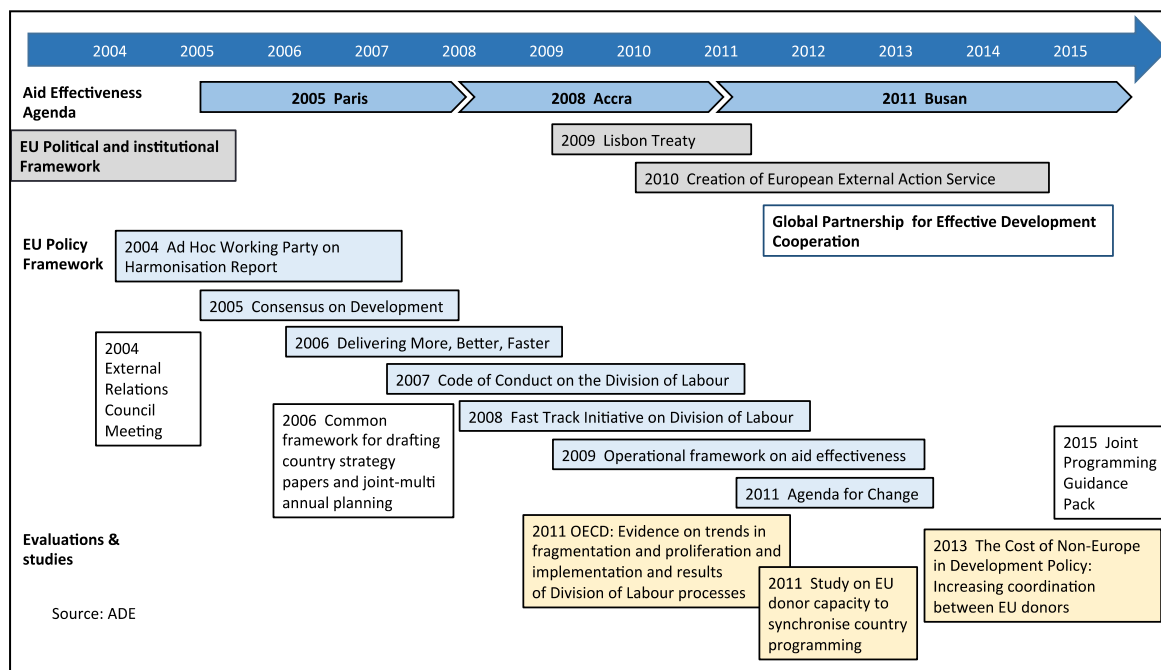 2004 2005 2006 2007 2008 2009 2010 2011 2012 2013 2014 2015
Aid Effectiveness
Agenda
2005 Paris
2008 Accra
2011 Busan
EU Political and institutional
Framework
2009 Lisbon Treaty
2010 Creation of European External Action Service
Global Partnership for Effective Development
Cooperation
EU Policy
Framework
2004 Ad Hoc Working Party on
Harmonisation Report
2005 Consensus on Development
2004
External
Relations
Council
Meeting
2006 Delivering More, Better, Faster
2007 Code of Conduct on the Division of Labour
2006 Common
framework for drafting
country strategy
papers and joint-multi
annual planning
2008 Fast Track Initiative on Division of Labour
2009 Operational framework on aid effectiveness
2011 Agenda for Change
2015 Joint
Programming
Guidance
Pack
Evaluations &
studies
2011 OECD: Evidence on trends in
fragmentation and proliferation and
implementation and results
of Division of Labour processes
2011 Study on EU
donor capacity to
synchronise country
programming
2013 The Cost of Non-Europe
in Development Policy:
Increasing coordination
between EU donors
Source: ADE